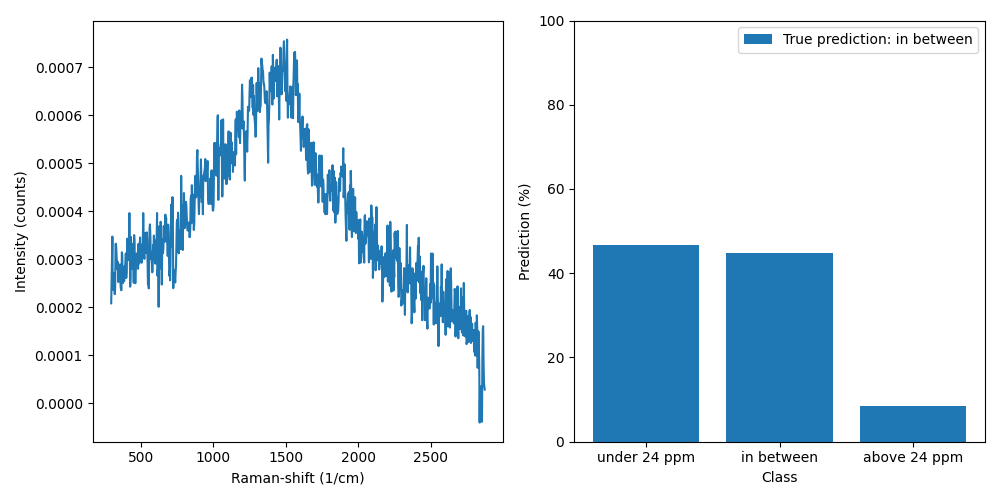 0.0007
0.0006
0.0005
0.0004
0.0003
0.0002
0.0001
0.0000
Intensity (counts)
500 1000 1500 2000 2500
Raman-shift (1/cm)
100
80
60
40
20
0
Prediction (%)
True prediction: in between
under 24 ppm in between above 24 ppm
Class